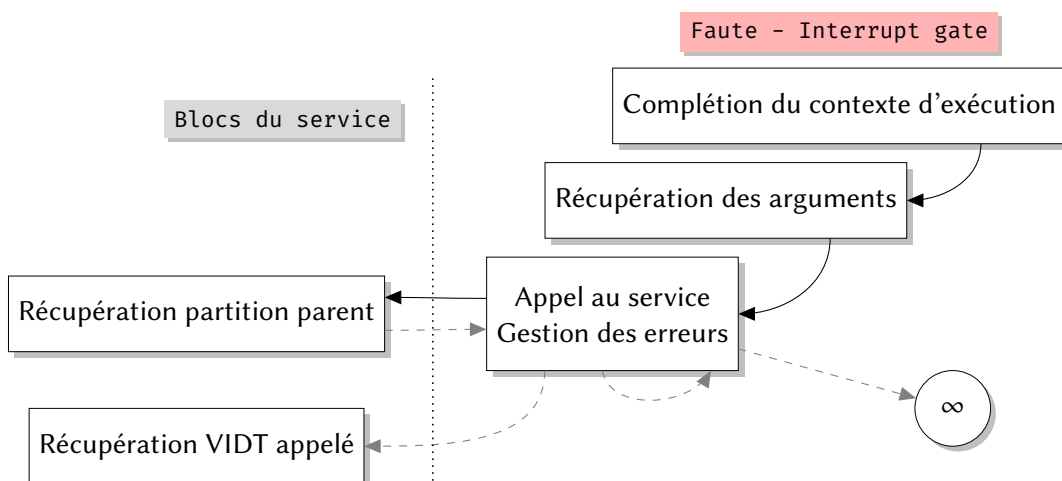 Faute - Interrupt gate
Complétion du contexte d'exécution
Blocs du service
Récupération des arguments
Appel au service
Gestion des erreurs
Récupération partition parent
∞
Récupération VIDT appelé